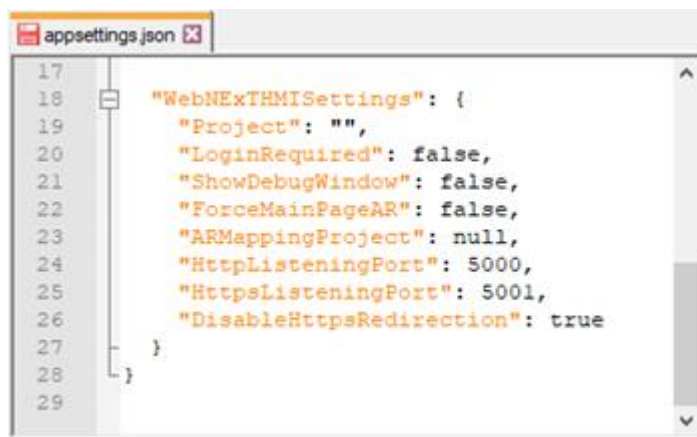 appsettings.json
17
18 "WebNExTHMISettings": {
19 "Project": "",
20 "LoginRequired": false,
21 "ShowDebugWindow": false,
22 "ForceMainPageAR": false,
23 "ARMappingProject": null,
24 "HttpListeningPort": 5000,
25 "HttpsListeningPort": 5001,
26 "DisableHttpsRedirection": true
27 }
28 }
29